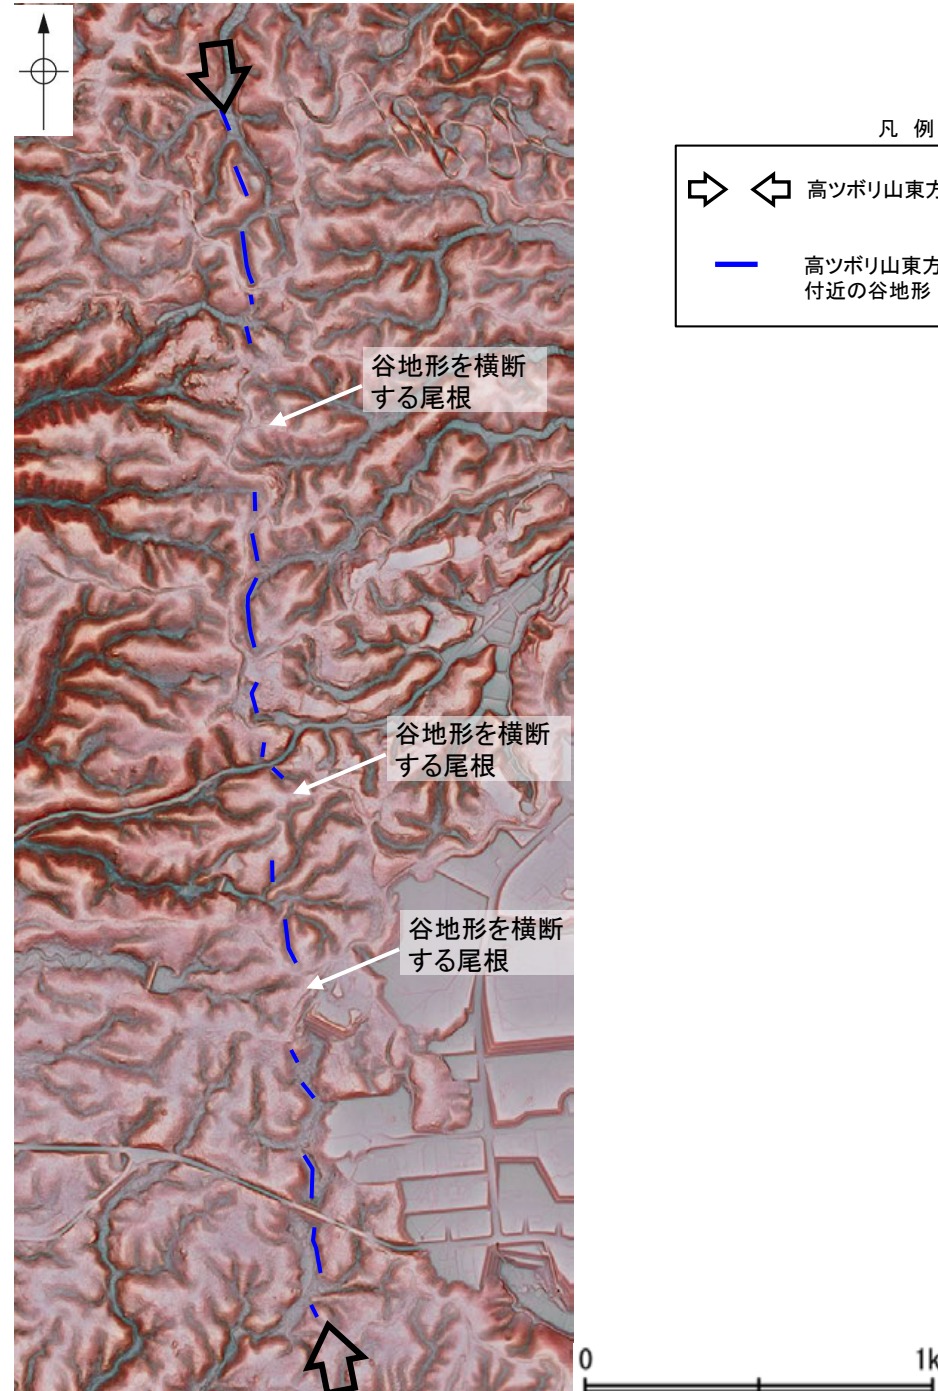 凡 例
高ツボリ山東方
高ツボリ山東方
付近の谷地形
谷地形を横断
する尾根
谷地形を横断
する尾根
谷地形を横断
する尾根
0
1k